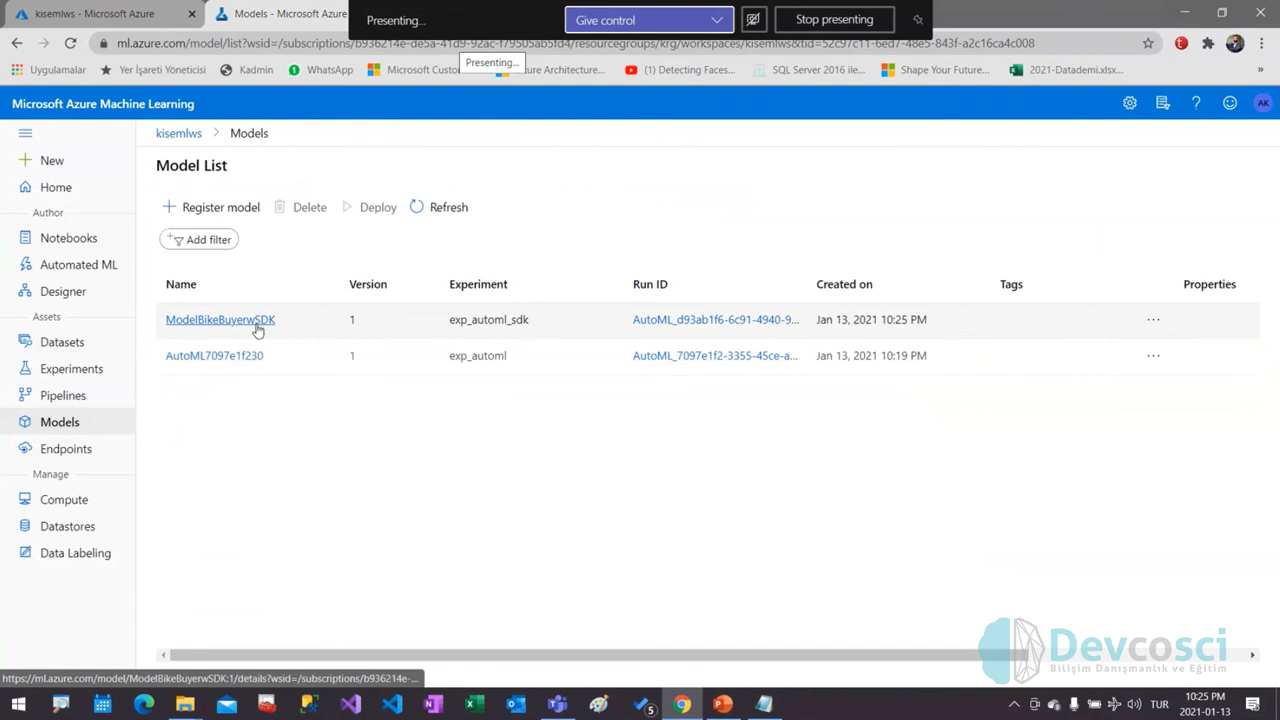 kisemlws - Microsoft Azure
Models - Microsoft Azure Machin
Presenting...
Give control
Stop presenting
ml.azure.com/model/list?wsid=/subscriptions/b936214e-de5a-41d9-92ac-f79505ab5fd4/resourcegroups/krg/workspaces/kisemlws&tid=52c97c11-6ed7-48e5-843f-a2c16ca4c008
Presenting...
Uygulamalar
Yer İşareti Yöneticisi
Kadmin
WhatsApp
Microsoft Custo
ure Architecture...
(1) Detecting Faces...
SQL Server 2016 ile...
Shape Your Future...
2021-Datademi.xlsx...
»
Microsoft Azure Machine Learning
AK
kisemlws > Models
New
Home
Author
Notebooks
Automated ML
Designer
Assets
Datasets
Experiments
Pipelines
Models
Endpoints
Manage
Compute
Datastores
Data Labeling
Model List
Register model
Delete
Deploy
Refresh
Add filter
Name Version Experiment Run ID Created on Tags Properties
ModelBikeBuyerwSDK 1 exp_automl_sdk AutoML_d93ab1f6-6c91-4940-9... Jan 13, 2021 10:25 PM ...
AutoML7097e1f230 1 exp_automl AutoML_7097e1f2-3355-45ce-a... Jan 13, 2021 10:19 PM ...
Devcosci
Bilişim Danışmanlık ve Eğitim
https://ml.azure.com/model/ModelBikeBuyerwSDK:1/details?wsid=/subscriptions/b936214e-...
5
TUR
10:25 PM
2021-01-13